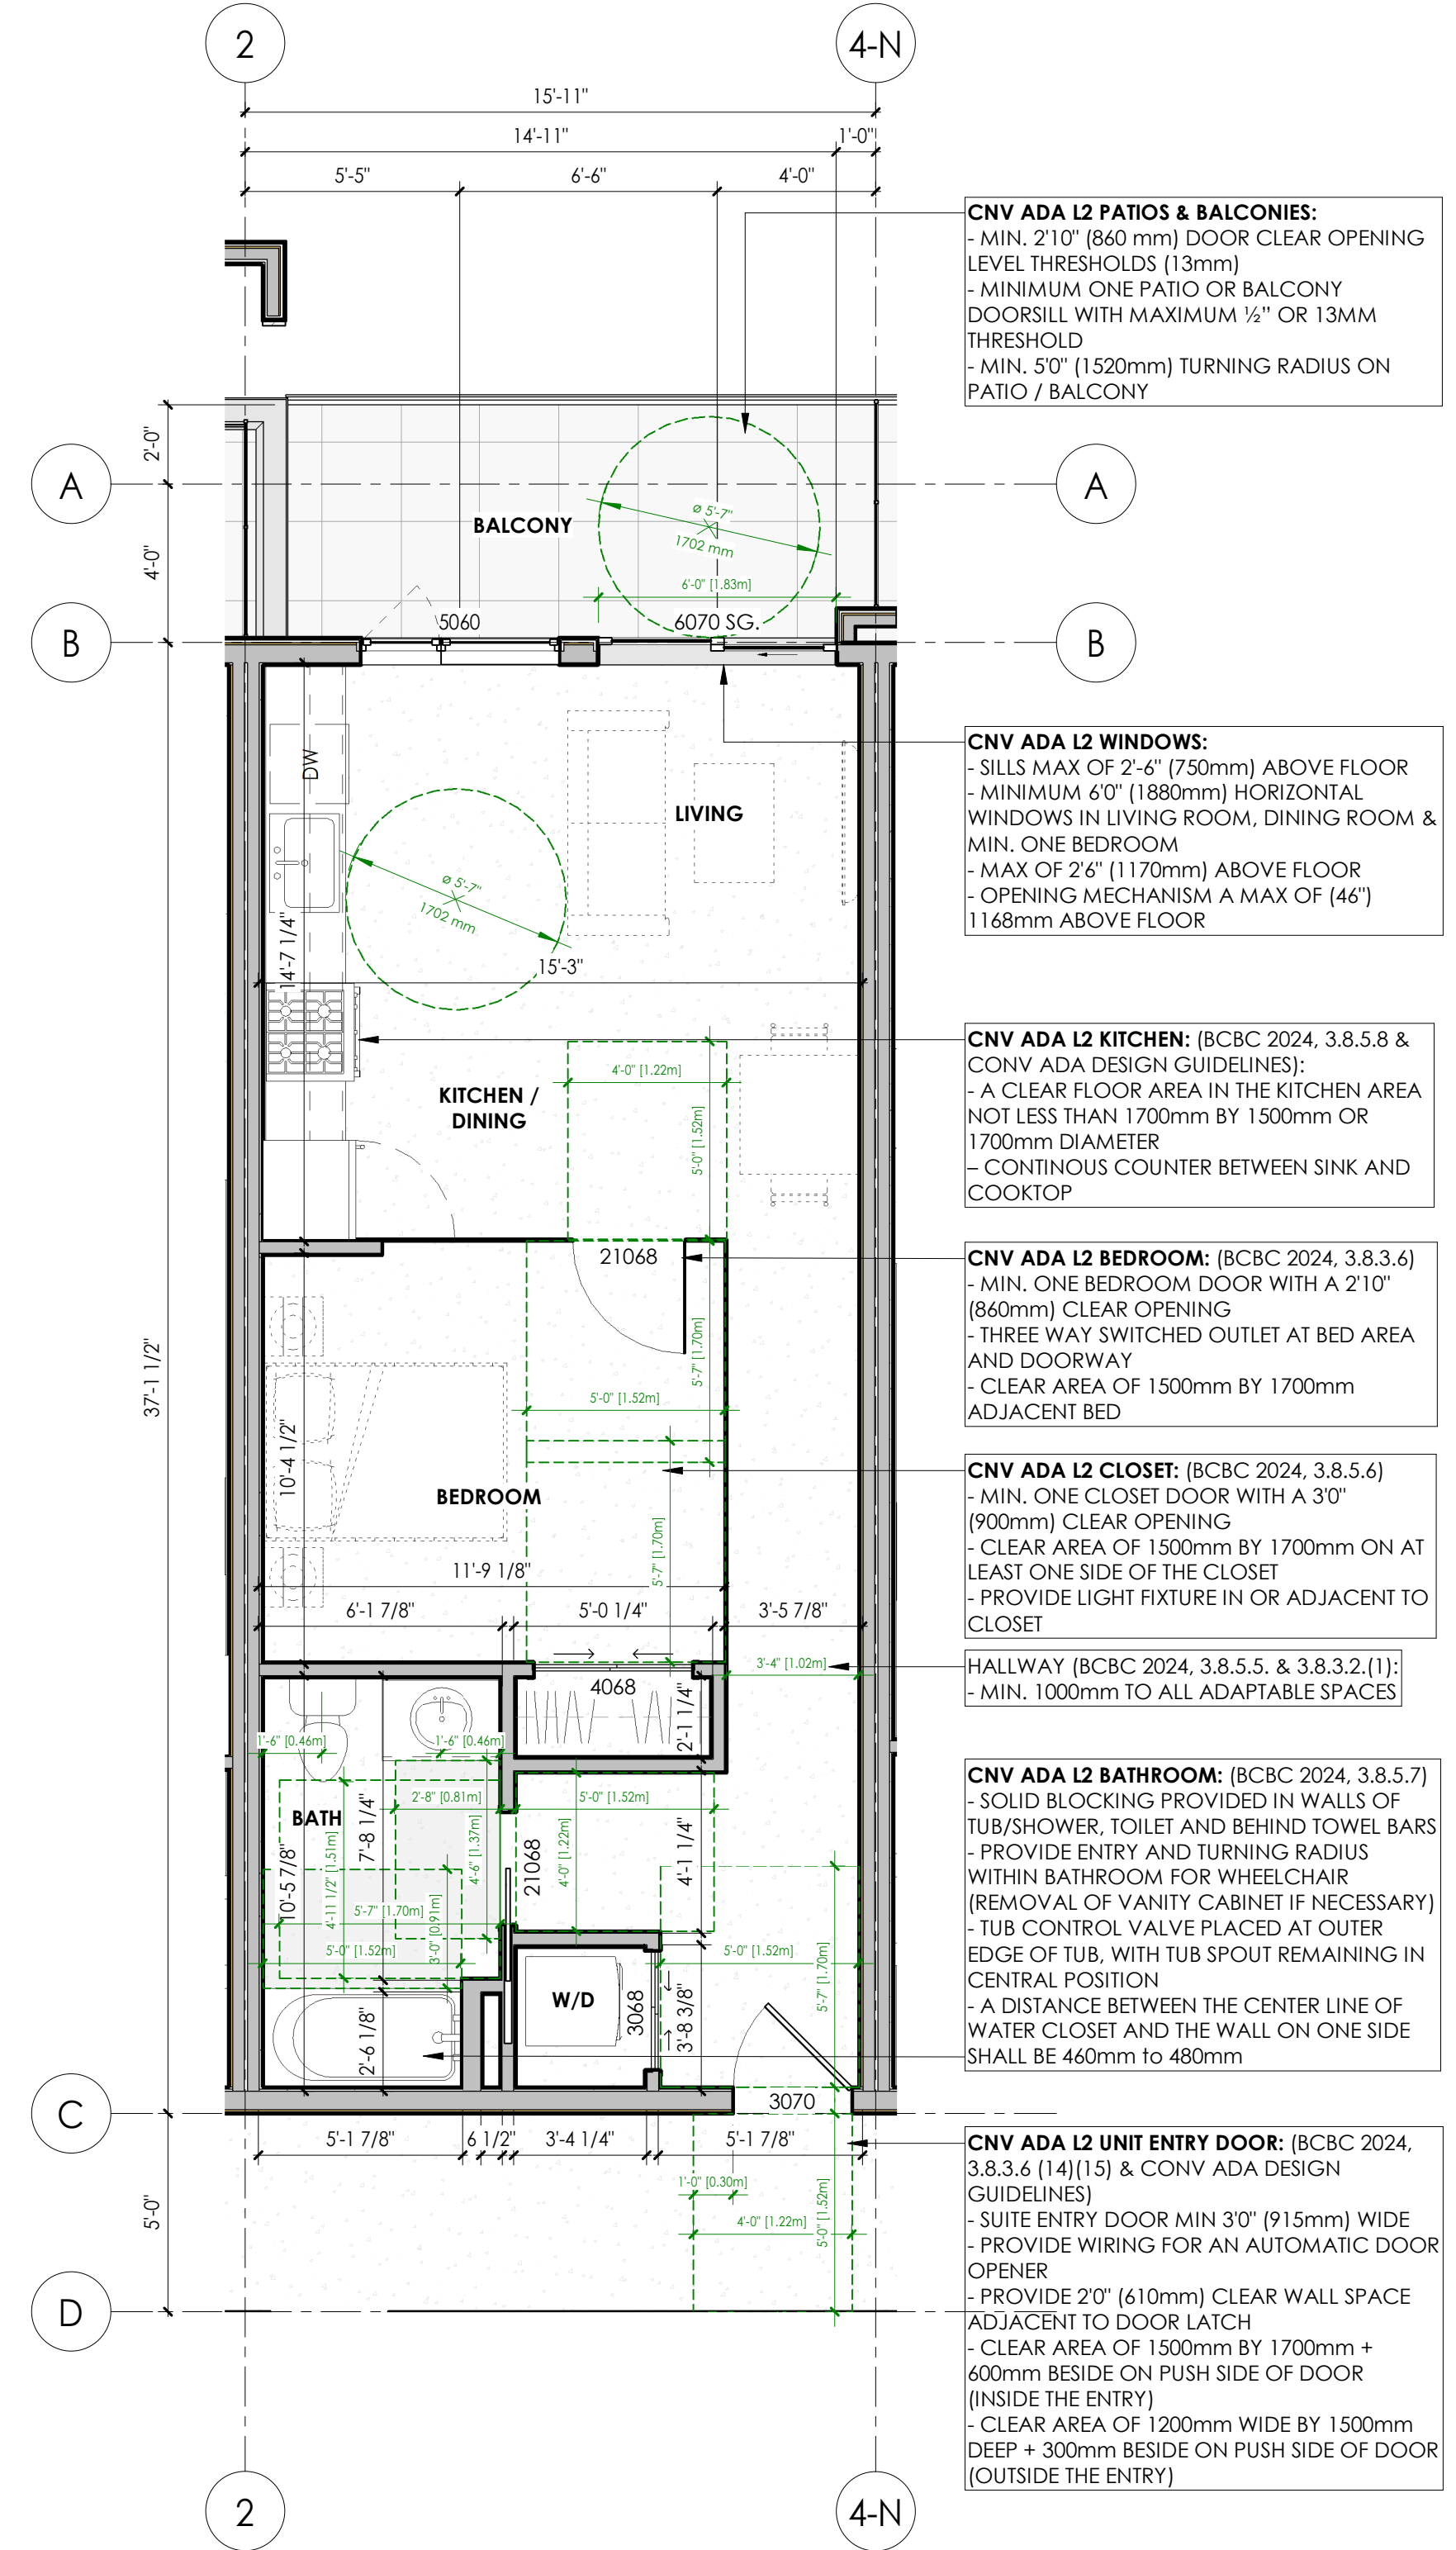 2
4-N
15'-11"
14'-11"
1'-0"
5'-5"
6'-6"
4'-0"
CNV ADA L2 PATIOS & BALCONIES:
- MIN. 2'10" (860 mm) DOOR CLEAR OPENING
LEVEL THRESHOLDS (13mm)
- MINIMUM ONE PATIO OR BALCONY
DOORSILL WITH MAXIMUM ½" OR 13MM
THRESHOLD
- MIN. 5'0" (1520mm) TURNING RADIUS ON
PATIO / BALCONY
2'-0"
A
A
BALCONY
ø 5'-7"
1702 mm
4'-0"
6'-0" [1.83m]
5060
6070 SG.
B
B
CNV ADA L2 WINDOWS:
- SILLS MAX OF 2'-6" (750mm) ABOVE FLOOR
- MINIMUM 6'0" (1880mm) HORIZONTAL
WINDOWS IN LIVING ROOM, DINING ROOM &
MIN. ONE BEDROOM
- MAX OF 2'6" (1170mm) ABOVE FLOOR
- OPENING MECHANISM A MAX OF (46")
1168mm ABOVE FLOOR
DW
LIVING
ø 5'-7"
1702 mm
14'-7 1/4"
15'-3"
CNV ADA L2 KITCHEN: (BCBC 2024, 3.8.5.8 &
CONV ADA DESIGN GUIDELINES):
- A CLEAR FLOOR AREA IN THE KITCHEN AREA
NOT LESS THAN 1700mm BY 1500mm OR
1700mm DIAMETER
– CONTINOUS COUNTER BETWEEN SINK AND
COOKTOP
4'-0" [1.22m]
KITCHEN /
DINING
5'-0" [1.52m]
21068
CNV ADA L2 BEDROOM: (BCBC 2024, 3.8.3.6)
- MIN. ONE BEDROOM DOOR WITH A 2'10"
(860mm) CLEAR OPENING
- THREE WAY SWITCHED OUTLET AT BED AREA
AND DOORWAY
- CLEAR AREA OF 1500mm BY 1700mm
ADJACENT BED
37'-1 1/2"
5'-7" [1.70m]
5'-0" [1.52m]
10'-4 1/2"
BEDROOM
CNV ADA L2 CLOSET: (BCBC 2024, 3.8.5.6)
- MIN. ONE CLOSET DOOR WITH A 3'0"
(900mm) CLEAR OPENING
- CLEAR AREA OF 1500mm BY 1700mm ON AT
LEAST ONE SIDE OF THE CLOSET
- PROVIDE LIGHT FIXTURE IN OR ADJACENT TO
CLOSET
5'-7" [1.70m]
11'-9 1/8"
6'-1 7/8"
5'-0 1/4"
3'-5 7/8"
3'-4" [1.02m]
HALLWAY (BCBC 2024, 3.8.5.5. & 3.8.3.2.(1):
- MIN. 1000mm TO ALL ADAPTABLE SPACES
4068
2'-1 1/4"
1'-6" [0.46m]
1'-6" [0.46m]
CNV ADA L2 BATHROOM: (BCBC 2024, 3.8.5.7)
- SOLID BLOCKING PROVIDED IN WALLS OF
TUB/SHOWER, TOILET AND BEHIND TOWEL BARS
- PROVIDE ENTRY AND TURNING RADIUS
WITHIN BATHROOM FOR WHEELCHAIR
(REMOVAL OF VANITY CABINET IF NECESSARY)
- TUB CONTROL VALVE PLACED AT OUTER
EDGE OF TUB, WITH TUB SPOUT REMAINING IN
CENTRAL POSITION
- A DISTANCE BETWEEN THE CENTER LINE OF
WATER CLOSET AND THE WALL ON ONE SIDE
SHALL BE 460mm to 480mm
2'-8" [0.81m]
5'-0" [1.52m]
BATH
7'-8 1/4"
4'-6" [1.37m]
21068
4'-0" [1.22m]
4'-1 1/4"
10'-5 7/8"
4'-11 1/2" [1.51m]
5'-7" [1.70m]
3'-0" [0.91m]
5'-0" [1.52m]
5'-0" [1.52m]
5'-7" [1.70m]
W/D
3068
3'-8 3/8"
2'-6 1/8"
3070
C
5'-1 7/8"
6 1/2"
3'-4 1/4"
5'-1 7/8"
CNV ADA L2 UNIT ENTRY DOOR: (BCBC 2024,
3.8.3.6 (14)(15) & CONV ADA DESIGN
GUIDELINES)
- SUITE ENTRY DOOR MIN 3'0" (915mm) WIDE
- PROVIDE WIRING FOR AN AUTOMATIC DOOR
OPENER
- PROVIDE 2'0" (610mm) CLEAR WALL SPACE
ADJACENT TO DOOR LATCH
- CLEAR AREA OF 1500mm BY 1700mm +
600mm BESIDE ON PUSH SIDE OF DOOR
(INSIDE THE ENTRY)
- CLEAR AREA OF 1200mm WIDE BY 1500mm
DEEP + 300mm BESIDE ON PUSH SIDE OF DOOR
(OUTSIDE THE ENTRY)
1'-0" [0.30m]
4'-0" [1.22m]
5'-0" [1.52m]
5'-0"
D
2
4-N